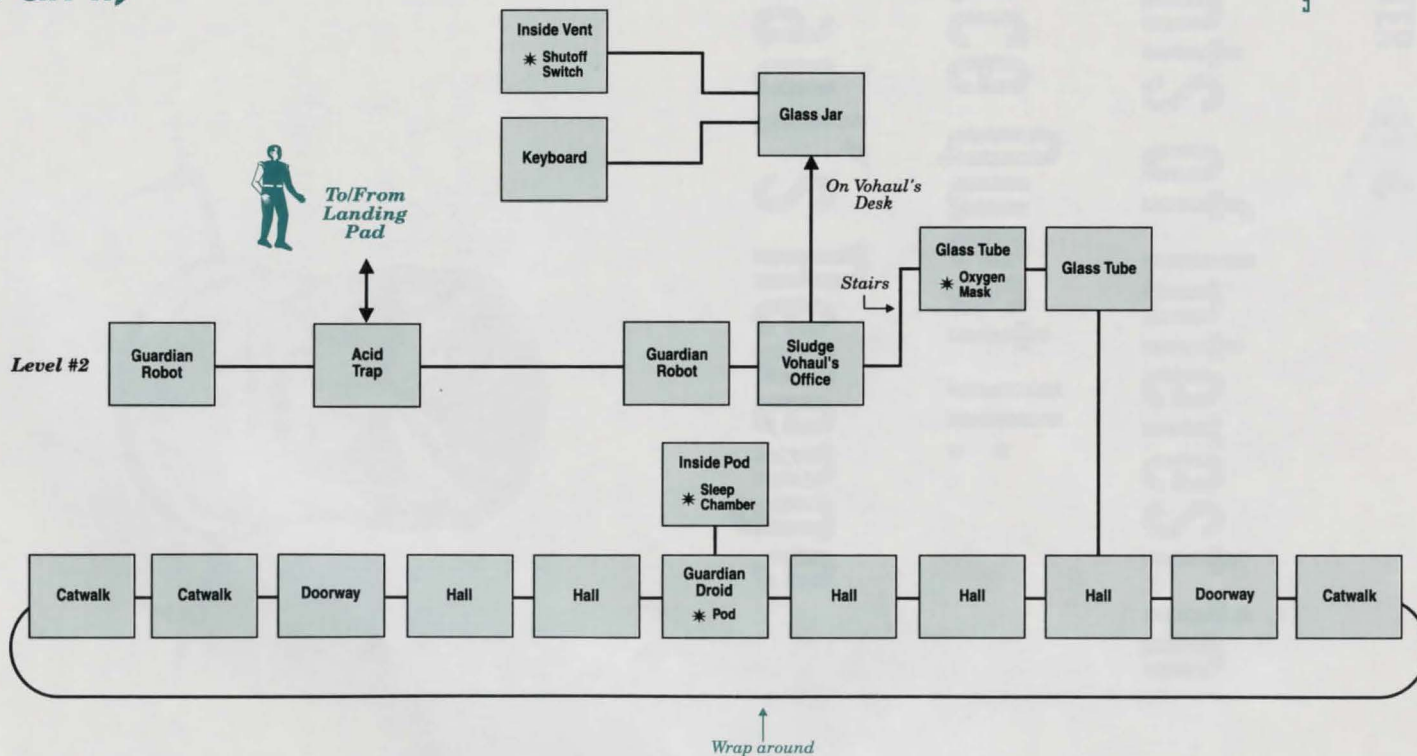 Inside Vent
✷ Shutoff
Switch
Glass Jar
Keyboard
To/From
Landing
Pad
On Vohaul's
Desk
Stairs
Glass Tube
✷ Oxygen
Mask
Glass Tube
Level #2
Guardian
Robot
Acid
Trap
Guardian
Robot
Sludge
Vohaul's
Office
Inside Pod
✷ Sleep
Chamber
Catwalk
Catwalk
Doorway
Hall
Hall
Guardian
Droid
✷ Pod
Hall
Hall
Hall
Doorway
Catwalk
Wrap around